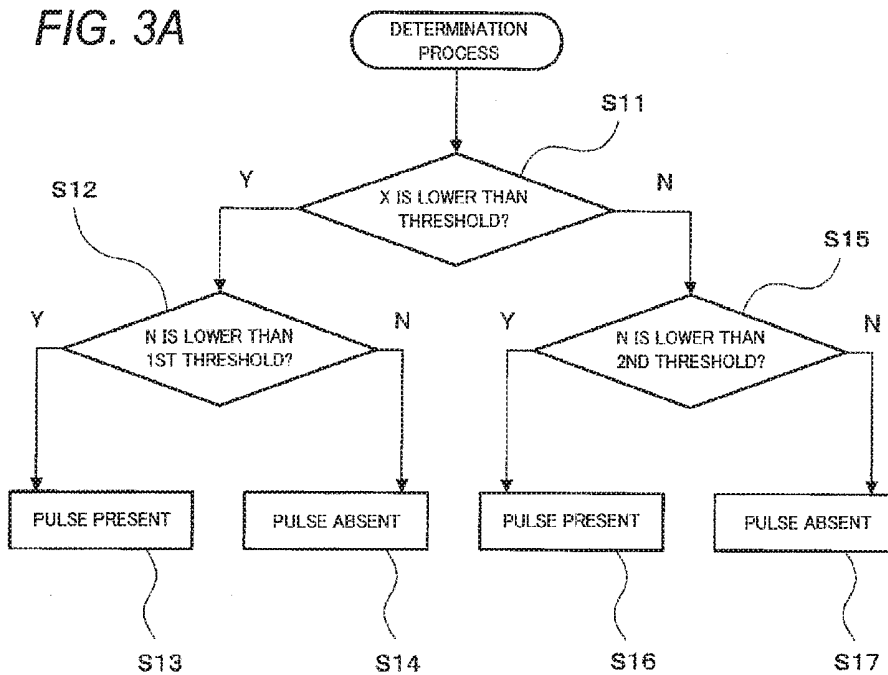 FIG. 3A
DETERMINATION
PROCESS
S11
Y
N
X IS LOWER THAN
THRESHOLD?
S12
S15
Y
N
N IS LOWER THAN
1ST THRESHOLD?
Y
N
N IS LOWER THAN
2ND THRESHOLD?
PULSE PRESENT
PULSE ABSENT
PULSE PRESENT
PULSE ABSENT
S13
S14
S16
S17